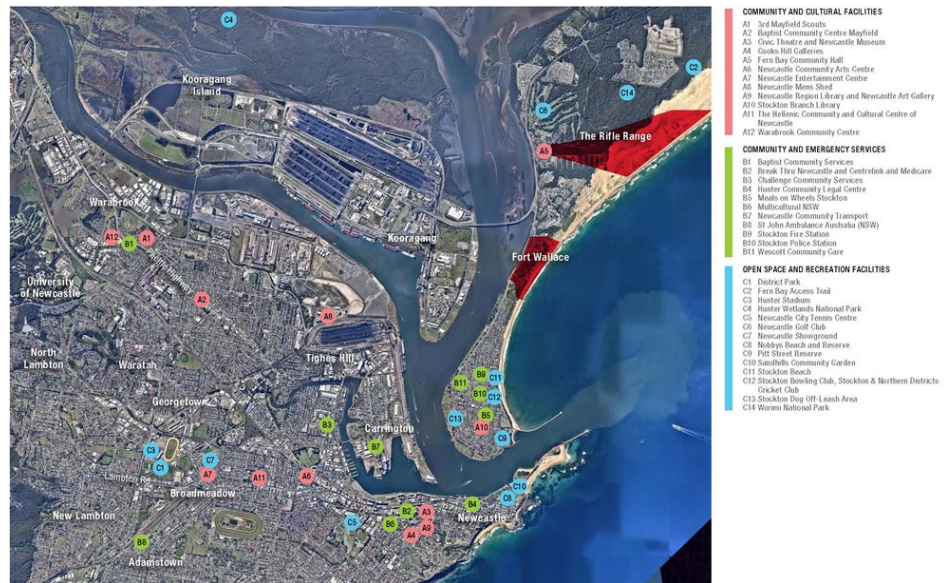 C4
C2
Kooragang
Island
C14
C6
The Rifle Range
A5
Warabrook
A12
B1
A1
Kooragang
Fort Wallace
University
of Newcastle
A2
A8
North
Lambton
Waratah
Tighes Hill
B9
C11
B11
B10
C12
Georgetown
C13
B5
A10
B3
Carrington
C9
B7
C3
C1
C7
A7
Lambton Rd
Broadmeadow
A11
A6
C10
C8
B4
New Lambton
C5
B2
A3
Newcastle
B6
A9
A4
B8
Adamstown
COMMUNITY AND CULTURAL FACILITIES
A1 3rd Mayfield Scouts
A2 Baptist Community Centre Mayfield
A3 Civic Theatre and Newcastle Museum
A4 Cooks Hill Galleries
A5 Fern Bay Community Hall
A6 Newcastle Community Arts Centre
A7 Newcastle Entertainment Centre
A8 Newcastle Mens Shed
A9 Newcastle Region Library and Newcastle Art Gallery
A10 Stockton Branch Library
A11 The Hellenic Community and Cultural Centre of
Newcastle
A12 Warabrook Community Centre
COMMUNITY AND EMERGENCY SERVICES
B1 Baptist Community Services
B2 Break Thru Newcastle and Centrelink and Medicare
B3 Challenge Community Services
B4 Hunter Community Legal Centre
B5 Meals on Wheels Stockton
B6 Multicultural NSW
B7 Newcastle Community Transport
B8 St John Ambulance Australia (NSW)
B9 Stockton Fire Station
B10 Stockton Police Station
B11 Wescott Community Care
OPEN SPACE AND RECREATION FACILITIES
C1 District Park
C2 Fern Bay Access Trail
C3 Hunter Stadium
C4 Hunter Wetlands National Park
C5 Newcastle City Tennis Centre
C6 Newcastle Golf Club
C7 Newcastle Showground
C8 Nobbys Beach and Reserve
C9 Pitt Street Reserve
C10 Sandhills Community Garden
C11 Stockton Beach
C12 Stockton Bowling Club, Stockton & Northern Districts
Cricket Club
C13 Stockton Dog Off-Leash Area
C14 Worimi National Park